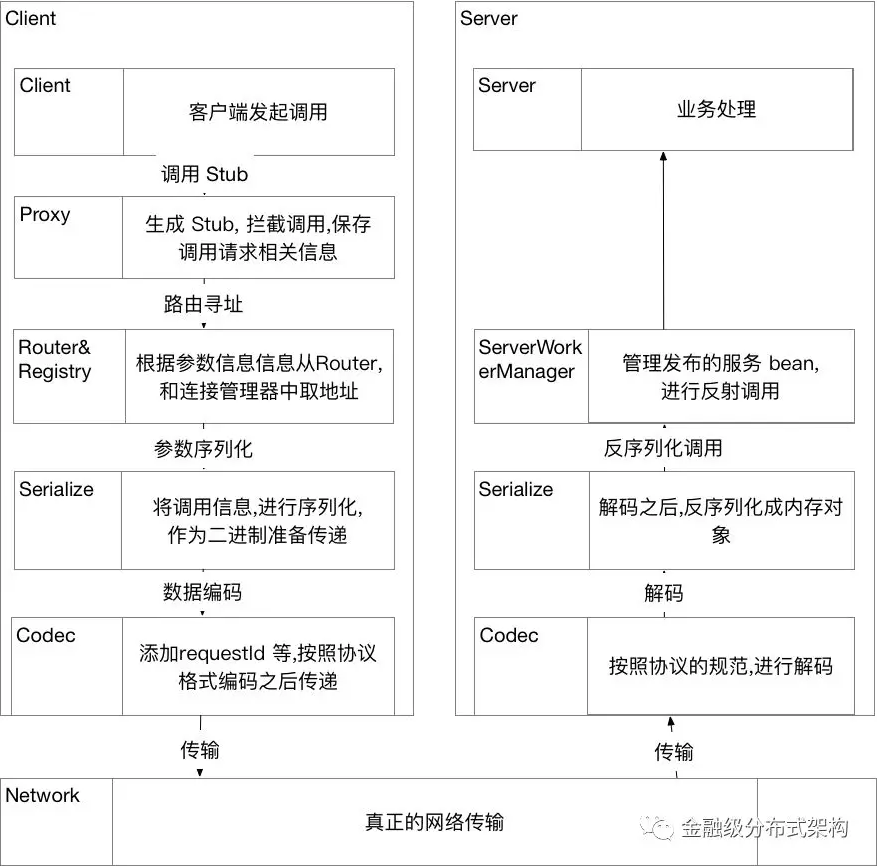 Client
Client
客户端发起调用
调用 Stub
Proxy
生成 Stub, 拦截调用,保存
调用请求相关信息
路由寻址
Router&
Registry
根据参数信息信息从Router,
和连接管理器中取地址
参数序列化
Serialize
将调用信息,进行序列化,
作为二进制准备传递
数据编码
Codec
添加requestId 等,按照协议
格式编码之后传递
传输
Server
Server
业务处理
ServerWork
erManager
管理发布的服务 bean,
进行反射调用
反序列化调用
Serialize
解码之后,反序列化成内存对
象
解码
Codec
按照协议的规范,进行解码
传输
Network
真正的网络传输
金融级分布式架构